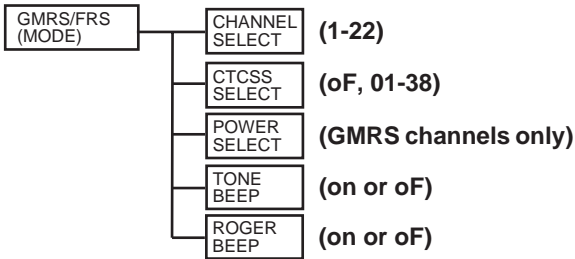 GMRS/FRS
(MODE)
CHANNEL
SELECT
(1-22)
CTCSS
SELECT
(oF, 01-38)
POWER
SELECT
(GMRS channels only)
TONE
BEEP
(on or oF)
ROGER
BEEP
(on or oF)